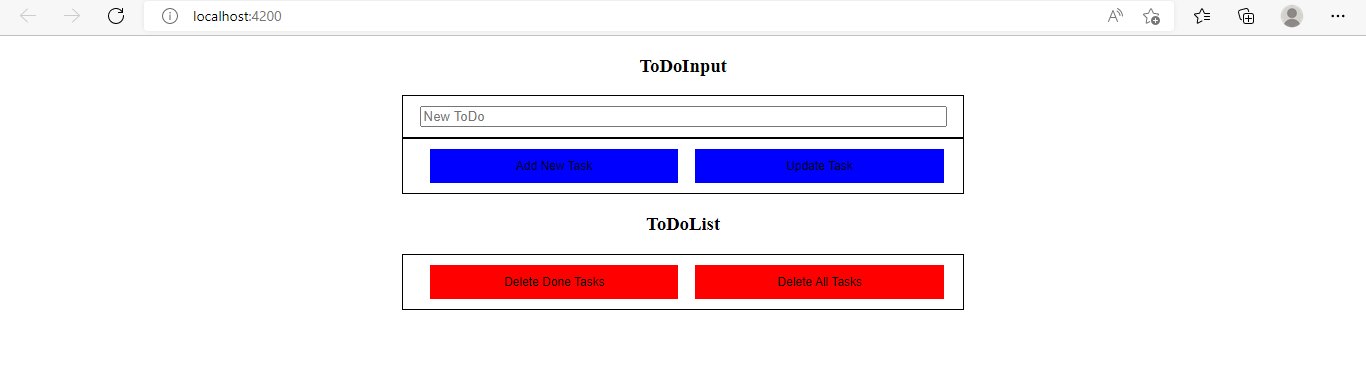 localhost:4200
ToDoInput
New ToDo
Add New Task Update Task
ToDoList
Delete Done Tasks Delete All Tasks